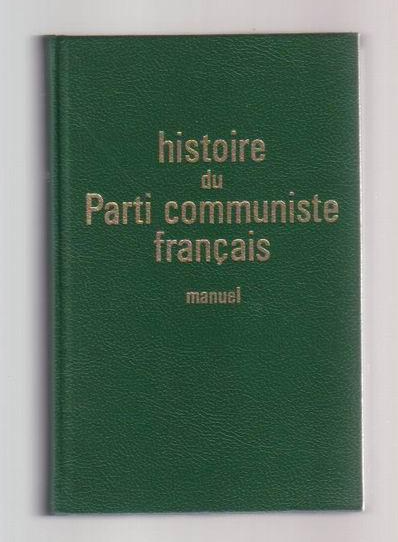 histoire
du
Parti communiste
français
manuel